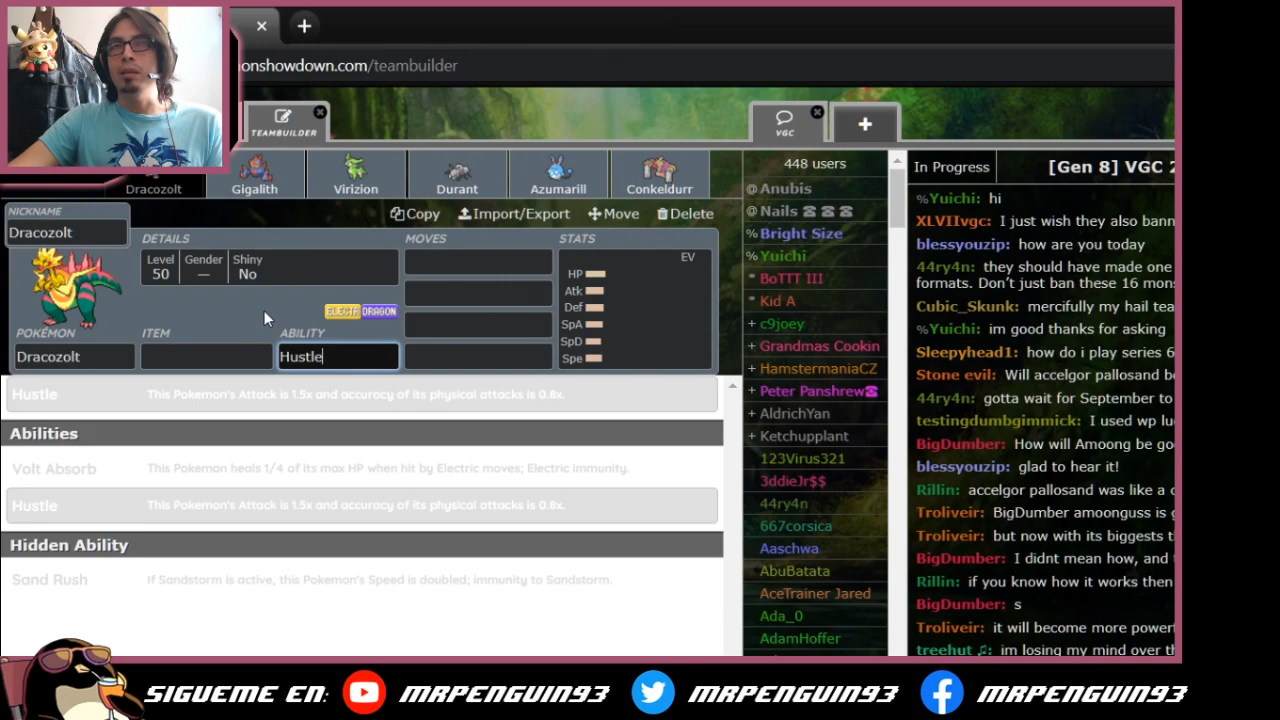 onshowdown.com/teambuilder
TEAMBUILDER
VGC
Dracozolt
Gigalith
Virizion
Durant
Azumarill
Conkeldurr
Copy
Import/Export
Move
Delete
NICKNAME
Dracozolt
DETAILS
Level Gender Shiny
50 — No
ELECTR DRAGON
POKÉMON
Dracozolt
ITEM
ABILITY
Hustle
MOVES
STATS
EV
HP
Atk
Def
SpA
SpD
Spe
Hustle This Pokemon's Attack is 1.5x and accuracy of its physical attacks is 0.8x.
Abilities
Volt Absorb This Pokemon heals 1/4 of its max HP when hit by Electric moves; Electric immunity.
Hustle This Pokemon's Attack is 1.5x and accuracy of its physical attacks is 0.8x.
Hidden Ability
Sand Rush If Sandstorm is active, this Pokemon's Speed is doubled; immunity to Sandstorm.
448 users
@ Anubis
@ Nails ☎ ☎ ☎
% Bright Size
% Yuichi
* BoTTT III
* Kid A
+ c9joey
+ Grandmas Cookin
+ HamstermaniaCZ
+ Peter Panshrew☎
+ AldrichYan
+ Ketchupplant
123Virus321
3ddieJr$$
44ry4n
667corsica
Aaschwa
AbuBatata
AceTrainer Jared
Ada_0
AdamHoffer
In Progress
[Gen 8] VGC 2
%Yuichi: hi
XLVIIvgc: I just wish they also bann
blessyouzip: how are you today
44ry4n: they should have made one
formats. Don't just ban these 16 mons
Cubic_Skunk: mercifully my hail tea
%Yuichi: im good thanks for asking
Sleepyhead1: how do i play series 6
Stone evil: Will accelgor pallosand be
44ry4n: gotta wait for September to
testingdumbgimmick: I used wp lu
BigDumber: How will Amoong be go
blessyouzip: glad to hear it!
Rillin: accelgor pallosand was like a c
Troliveir: BigDumber amoonguss is g
Troliveir: but now with its biggests th
BigDumber: I didnt mean how, and
Rillin: if you know how it works then
BigDumber: s
Troliveir: it will become more powerf
treehut ♫: im losing my mind over th
SIGUEME EN: MRPENGUIN93 MRPENGUIN93 MRPENGUIN93